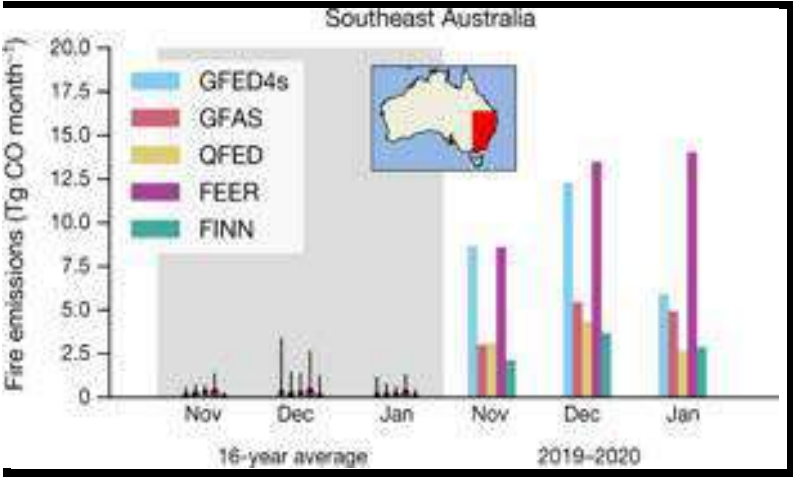 Southeast Australia
Fire emissions (Tg CO month⁻¹)
20.0
17.5
15.0
12.5
10.0
7.5
5.0
2.5
0
GFED4s
GFAS
QFED
FEER
FINN
Nov Dec Jan Nov Dec Jan
16-year average 2019–2020